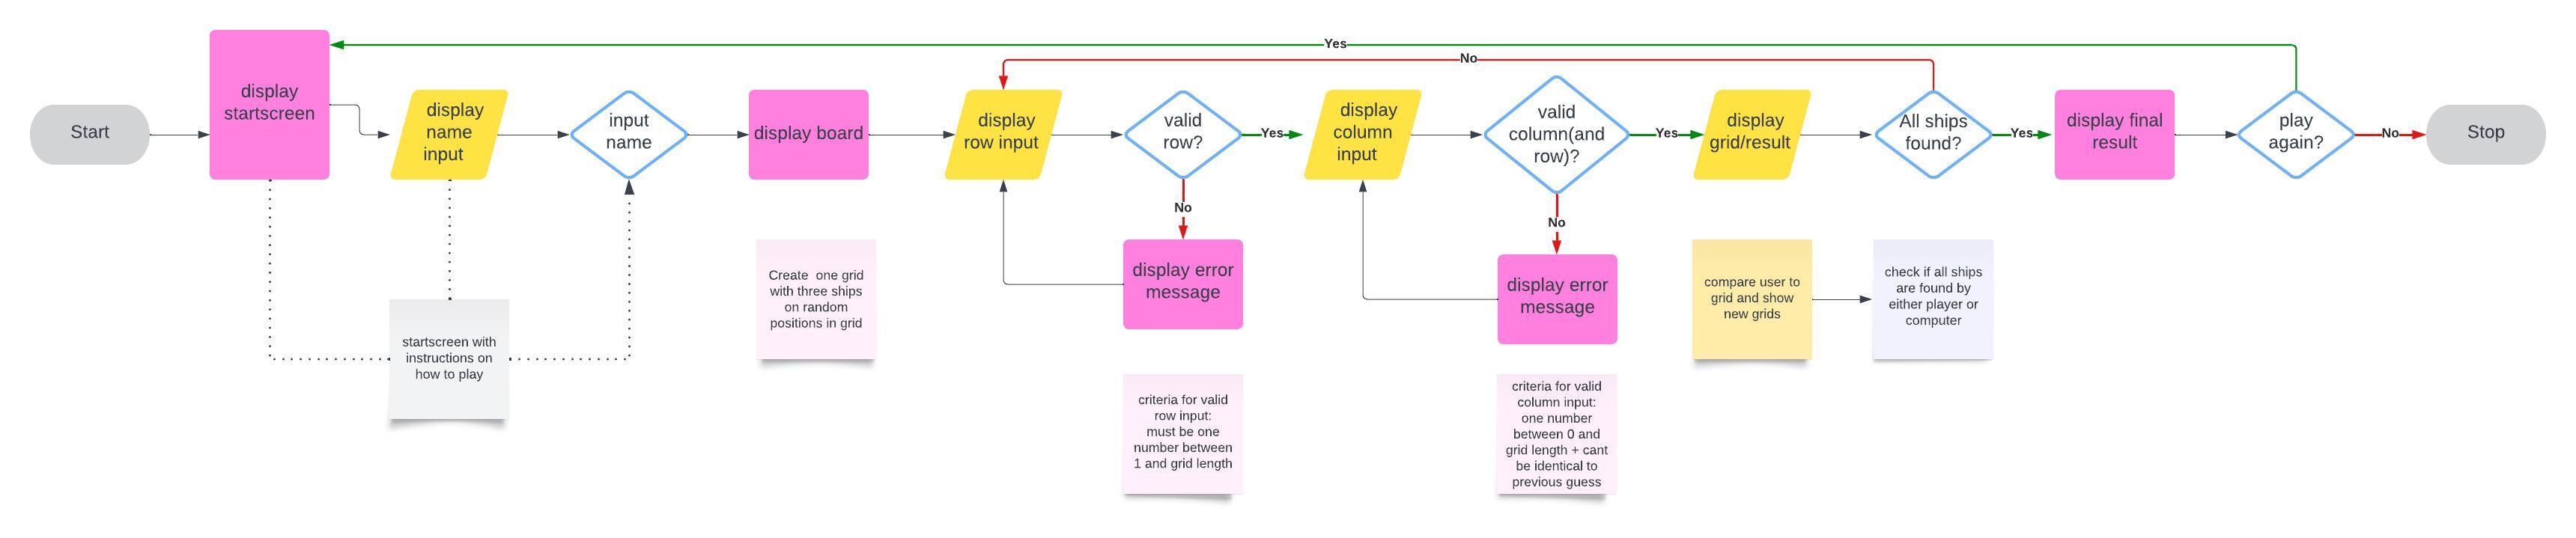 Yes
No
Start
display
startscreen
display
name
input
input
name
display board
display
row input
valid
row?
Yes
display
column
input
valid
column(and
row)?
Yes
display
grid/result
All ships
found?
Yes
display final
result
play
again?
No
Stop
No
No
display error
message
display error
message
startscreen with
instructions on
how to play
Create one grid
with three ships
on random
positions in grid
compare user to
grid and show
new grids
check if all ships
are found by
either player or
computer
criteria for valid
row input:
must be one
number between
1 and grid length
criteria for valid
column input:
one number
between 0 and
grid length + cant
be identical to
previous guess